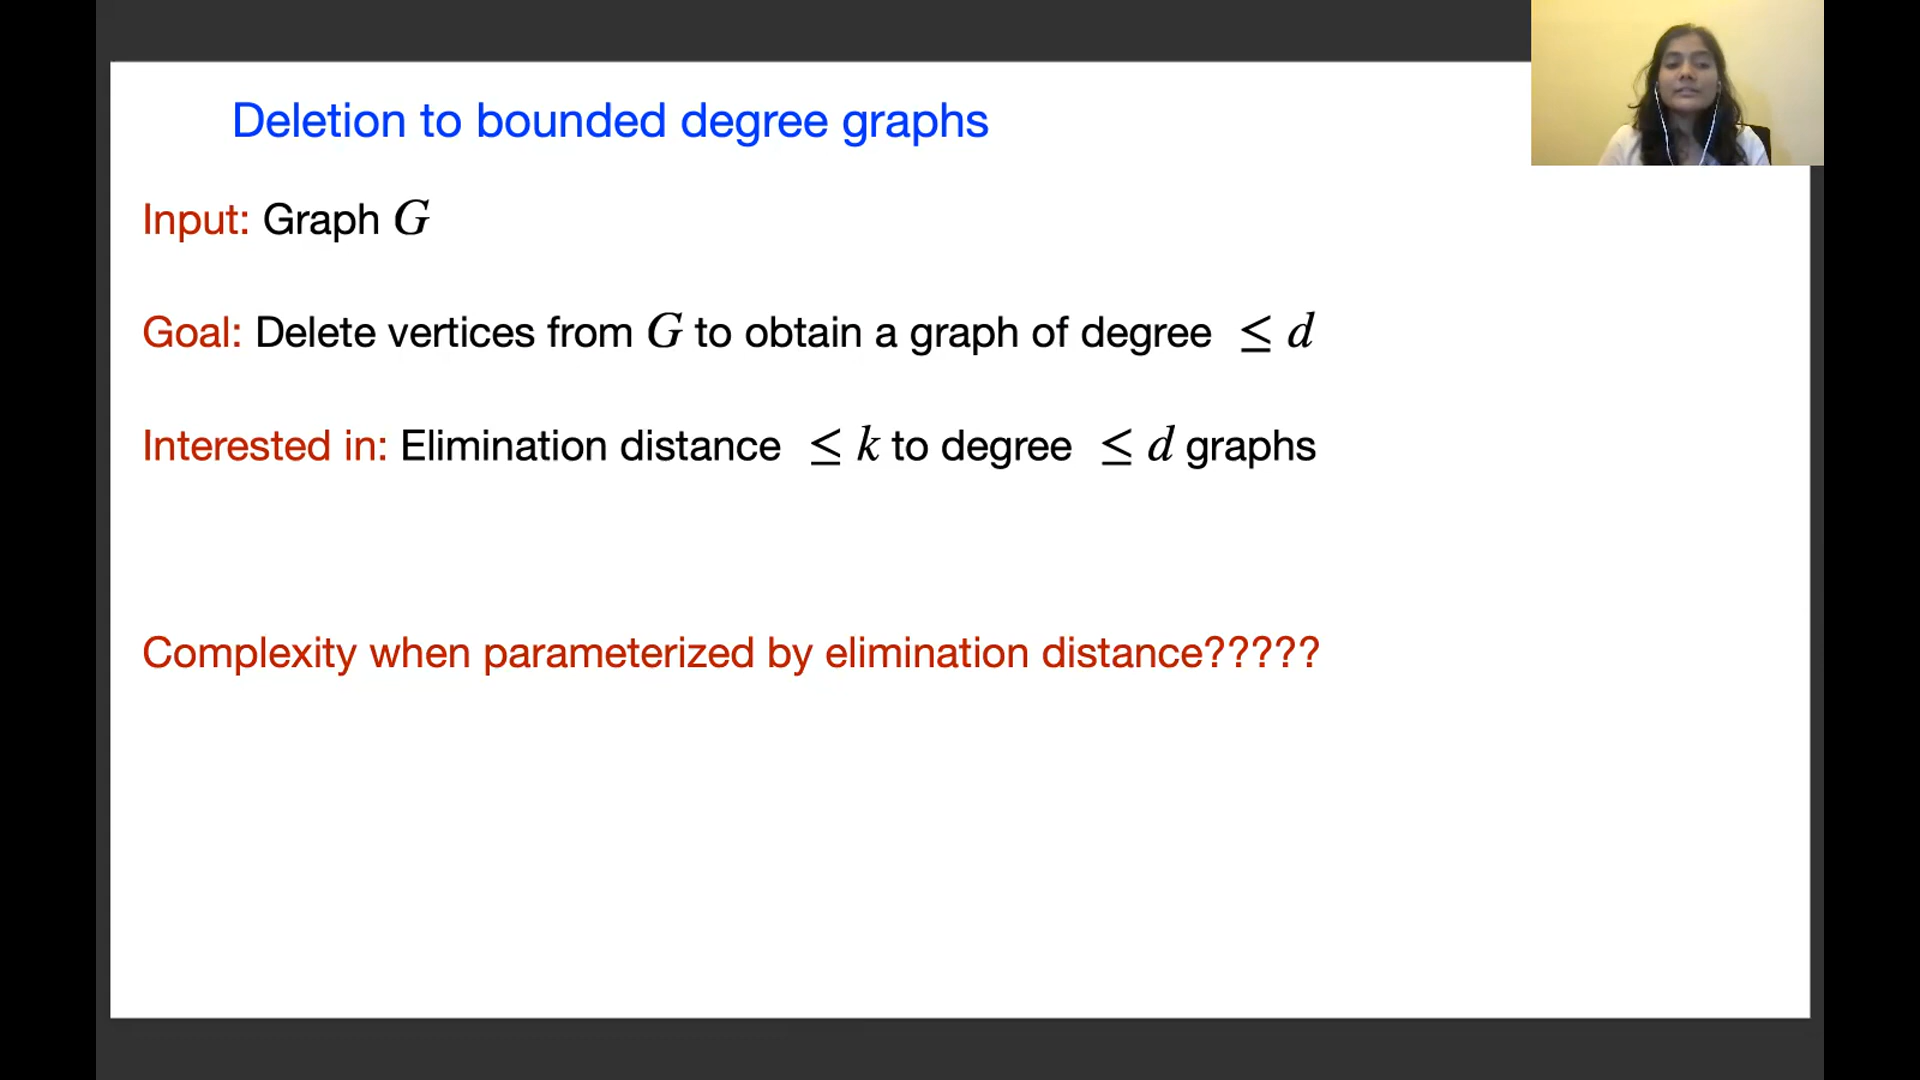 Deletion to bounded degree graphs
Input: Graph G
Goal: Delete vertices from G to obtain a graph of degree ≤ d
Interested in: Elimination distance ≤ k to degree ≤ d graphs
Complexity when parameterized by elimination distance?????